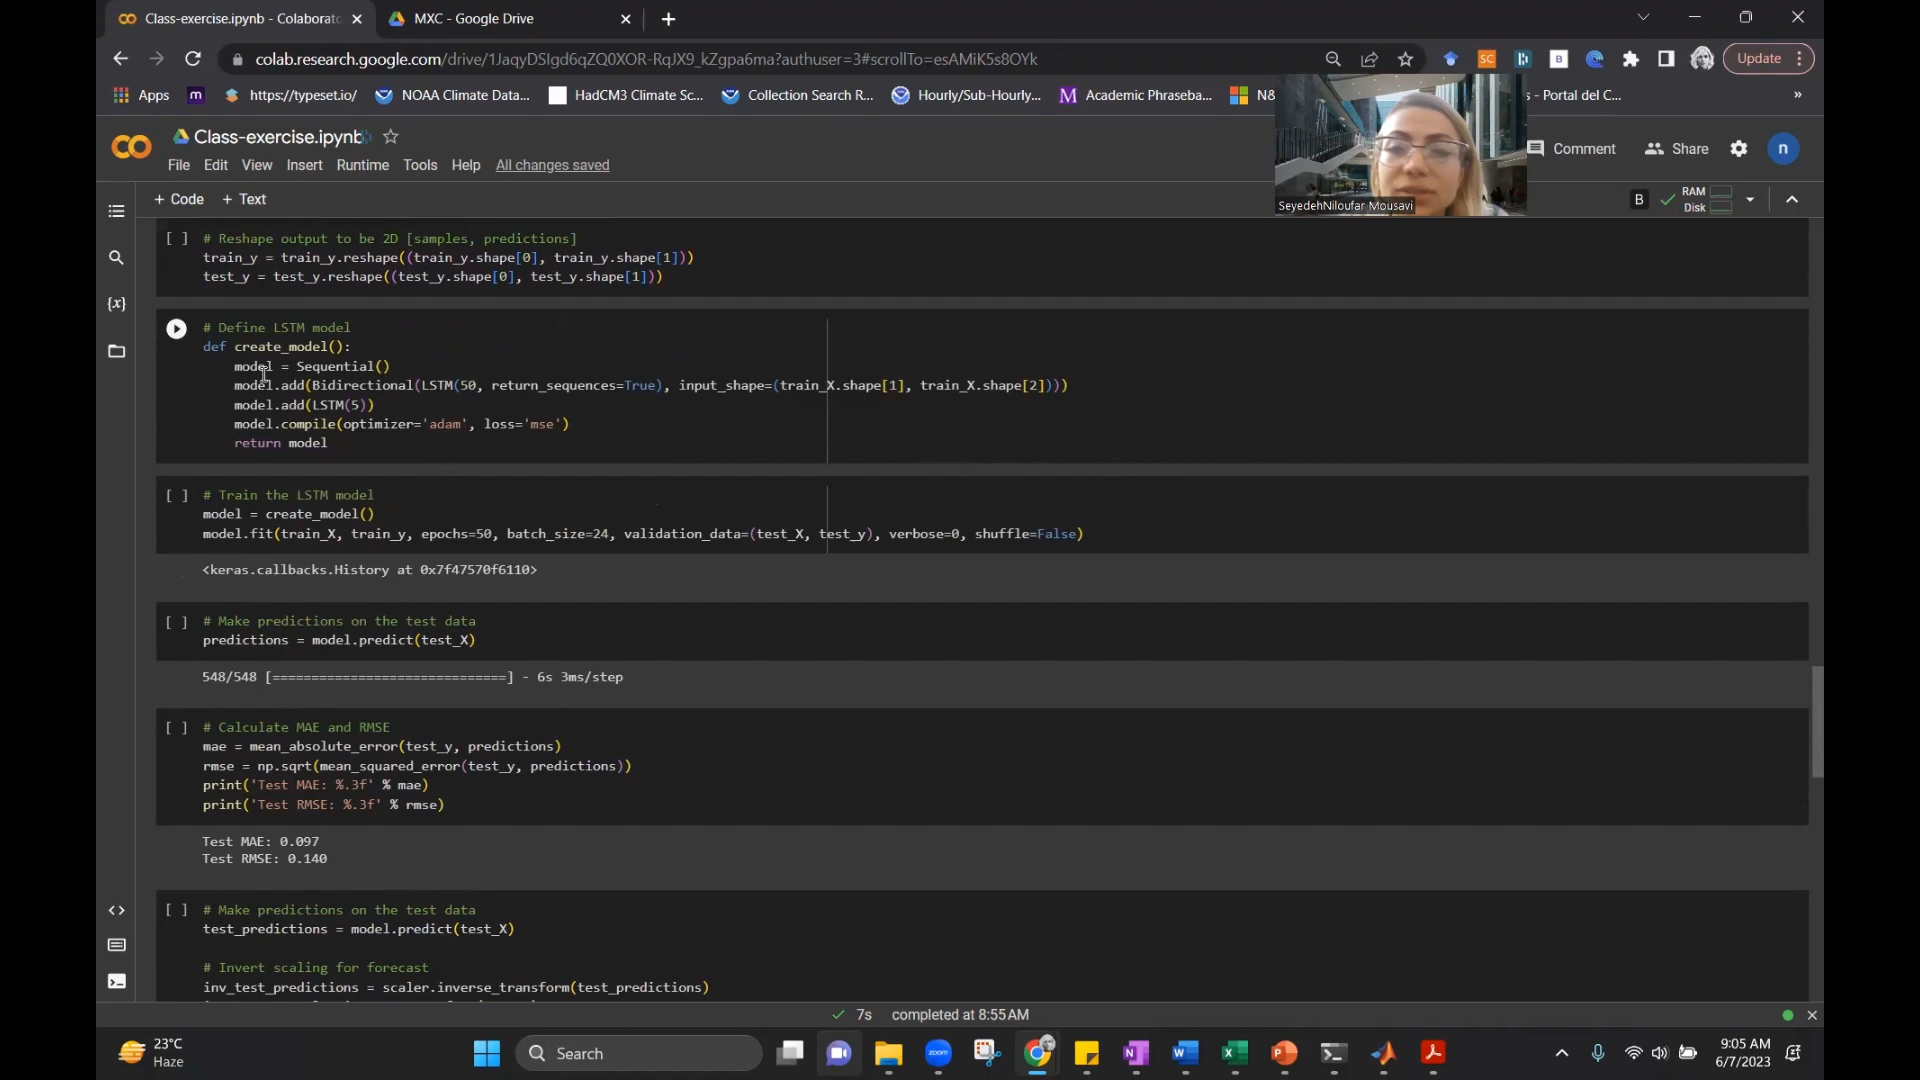 Class-exercise.ipynb - Colaborato
MXC - Google Drive
colab.research.google.com/drive/1JaqyDSIgd6qZQ0XOR-RqJX9_kZgpa6ma?authuser=3#scrollTo=esAMiK5s8OYk
Update
Apps
https://typeset.io/
NOAA Climate Data...
HadCM3 Climate Sc...
Collection Search R...
Hourly/Sub-Hourly...
Academic Phraseba...
N&
s - Portal del C...
»
Class-exercise.ipynb
File Edit View Insert Runtime Tools Help All changes saved
Comment
Share
n
SeyedehNiloufar Mousavi
+ Code + Text
B
RAM
Disk
{x}
[ ] # Reshape output to be 2D [samples, predictions]
train_y = train_y.reshape((train_y.shape[0], train_y.shape[1]))
test_y = test_y.reshape((test_y.shape[0], test_y.shape[1]))
# Define LSTM model
def create_model():
model = Sequential()
model.add(Bidirectional(LSTM(50, return_sequences=True), input_shape=(train_X.shape[1], train_X.shape[2])))
model.add(LSTM(5))
model.compile(optimizer='adam', loss='mse')
return model
[ ] # Train the LSTM model
model = create_model()
model.fit(train_X, train_y, epochs=50, batch_size=24, validation_data=(test_X, test_y), verbose=0, shuffle=False)
<keras.callbacks.History at 0x7f47570f6110>
[ ] # Make predictions on the test data
predictions = model.predict(test_X)
548/548 [==============================] - 6s 3ms/step
[ ] # Calculate MAE and RMSE
mae = mean_absolute_error(test_y, predictions)
rmse = np.sqrt(mean_squared_error(test_y, predictions))
print('Test MAE: %.3f' % mae)
print('Test RMSE: %.3f' % rmse)
Test MAE: 0.097
Test RMSE: 0.140
[ ] # Make predictions on the test data
test_predictions = model.predict(test_X)
# Invert scaling for forecast
inv_test_predictions = scaler.inverse_transform(test_predictions)
7s completed at 8:55 AM
23°C
Haze
Search
9:05 AM
6/7/2023